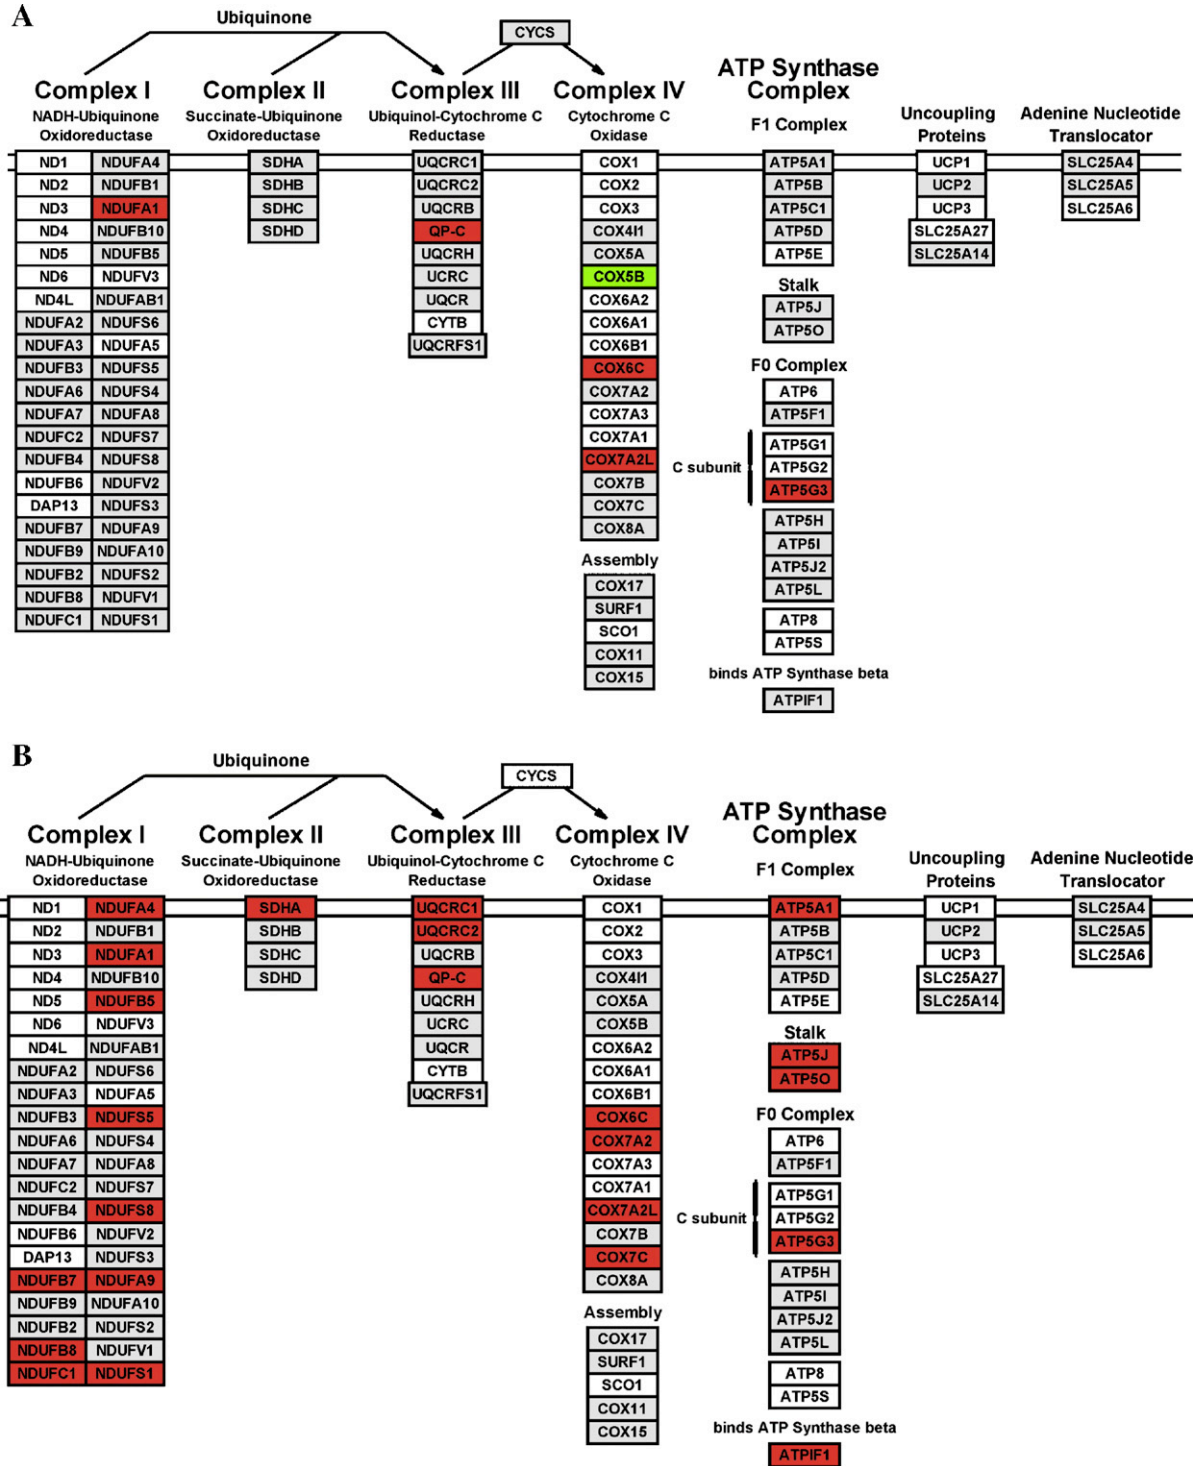 A
Ubiquinone
CYCS
Complex I
NADH-Ubiquinone
Oxidoreductase
ND1 NDUFA4
ND2 NDUFB1
ND3 NDUFA1
ND4 NDUFB10
ND5 NDUFB5
ND6 NDUFV3
ND4L NDUFAB1
NDUFA2 NDUFS6
NDUFA3 NDUFA5
NDUFB3 NDUFS5
NDUFA6 NDUFS4
NDUFA7 NDUFA8
NDUFC2 NDUFS7
NDUFB4 NDUFS8
NDUFB6 NDUFV2
DAP13 NDUFS3
NDUFB7 NDUFA9
NDUFB9 NDUFA10
NDUFB2 NDUFS2
NDUFB8 NDUFV1
NDUFC1 NDUFS1
Complex II
Succinate-Ubiquinone
Oxidoreductase
SDHA
SDHB
SDHC
SDHD
Complex III
Ubiquinol-Cytochrome C
Reductase
UQCRC1
UQCRC2
UQCRB
QP-C
UQCRH
UCRC
UQCR
CYTB
UQCRFS1
Complex IV
Cytochrome C
Oxidase
COX1
COX2
COX3
COX4I1
COX5A
COX5B
COX6A2
COX6A1
COX6B1
COX6C
COX7A2
COX7A3
COX7A1
COX7A2L
COX7B
COX7C
COX8A
Assembly
COX17
SURF1
SCO1
COX11
COX15
ATP Synthase
Complex
F1 Complex
ATP5A1
ATP5B
ATP5C1
ATP5D
ATP5E
Stalk
ATP5J
ATP5O
F0 Complex
ATP6
ATP5F1
C subunit
ATP5G1
ATP5G2
ATP5G3
ATP5H
ATP5I
ATP5J2
ATP5L
ATP8
ATP5S
binds ATP Synthase beta
ATPIF1
Uncoupling
Proteins
UCP1
UCP2
UCP3
SLC25A27
SLC25A14
Adenine Nucleotide
Translocator
SLC25A4
SLC25A5
SLC25A6
B
Ubiquinone
CYCS
Complex I
NADH-Ubiquinone
Oxidoreductase
ND1 NDUFA4
ND2 NDUFB1
ND3 NDUFA1
ND4 NDUFB10
ND5 NDUFB5
ND6 NDUFV3
ND4L NDUFAB1
NDUFA2 NDUFS6
NDUFA3 NDUFA5
NDUFB3 NDUFS5
NDUFA6 NDUFS4
NDUFA7 NDUFA8
NDUFC2 NDUFS7
NDUFB4 NDUFS8
NDUFB6 NDUFV2
DAP13 NDUFS3
NDUFB7 NDUFA9
NDUFB9 NDUFA10
NDUFB2 NDUFS2
NDUFB8 NDUFV1
NDUFC1 NDUFS1
Complex II
Succinate-Ubiquinone
Oxidoreductase
SDHA
SDHB
SDHC
SDHD
Complex III
Ubiquinol-Cytochrome C
Reductase
UQCRC1
UQCRC2
UQCRB
QP-C
UQCRH
UCRC
UQCR
CYTB
UQCRFS1
Complex IV
Cytochrome C
Oxidase
COX1
COX2
COX3
COX4I1
COX5A
COX5B
COX6A2
COX6A1
COX6B1
COX6C
COX7A2
COX7A3
COX7A1
COX7A2L
COX7B
COX7C
COX8A
Assembly
COX17
SURF1
SCO1
COX11
COX15
ATP Synthase
Complex
F1 Complex
ATP5A1
ATP5B
ATP5C1
ATP5D
ATP5E
Stalk
ATP5J
ATP5O
F0 Complex
ATP6
ATP5F1
C subunit
ATP5G1
ATP5G2
ATP5G3
ATP5H
ATP5I
ATP5J2
ATP5L
ATP8
ATP5S
binds ATP Synthase beta
ATPIF1
Uncoupling
Proteins
UCP1
UCP2
UCP3
SLC25A27
SLC25A14
Adenine Nucleotide
Translocator
SLC25A4
SLC25A5
SLC25A6